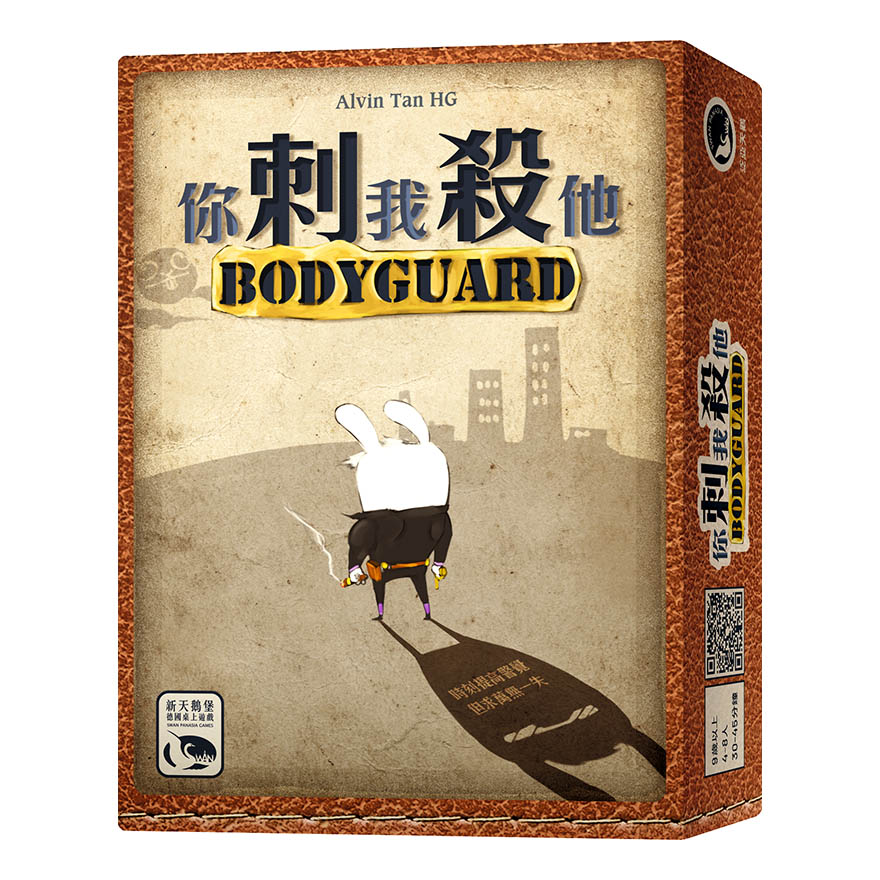 Alvin Tan HG
你刺我殺他
BODYGUARD
時刻提高警覺
但求萬無一失
新天鵝堡
德國桌上遊戲
SWAN PANASIA GAMES
SWAN
你刺我殺他
BODYGUARD
9歲以上
4-8人
30-45分鐘